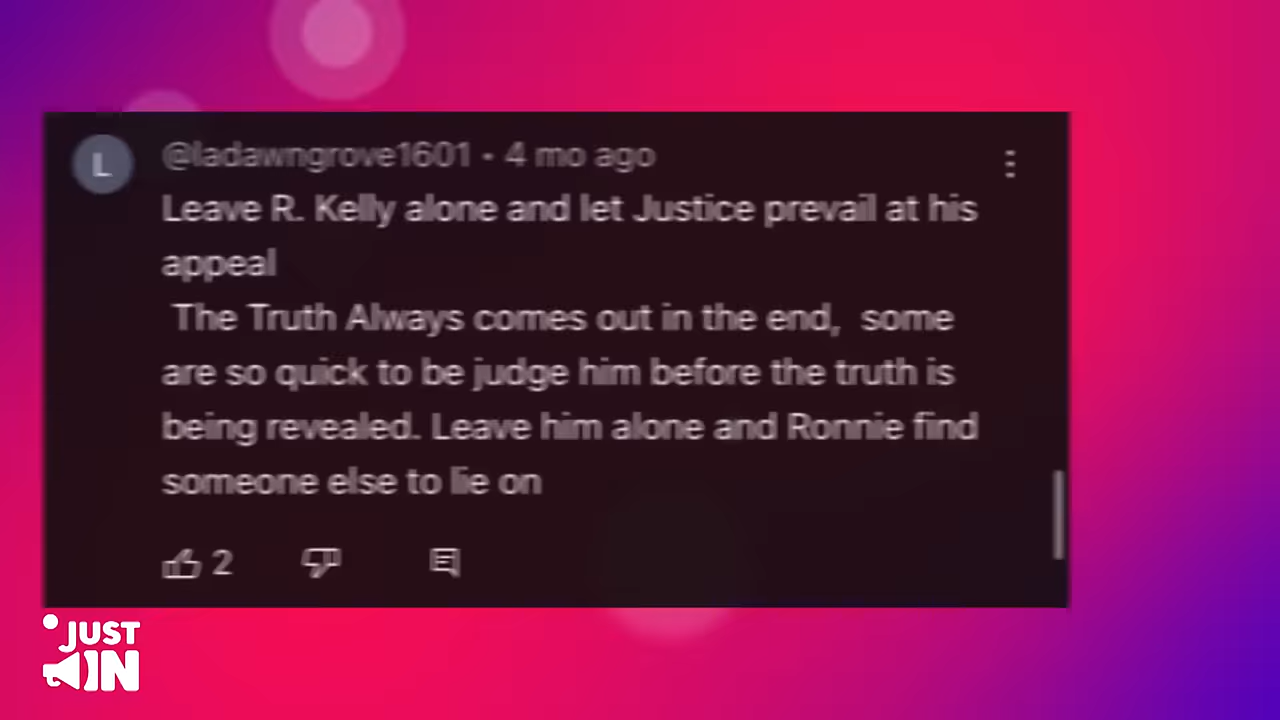 L
@ladawngrove1601 • 4 mo ago
Leave R. Kelly alone and let Justice prevail at his
appeal
The Truth Always comes out in the end, some
are so quick to be judge him before the truth is
being revealed. Leave him alone and Ronnie find
someone else to lie on
2
JUST
IN